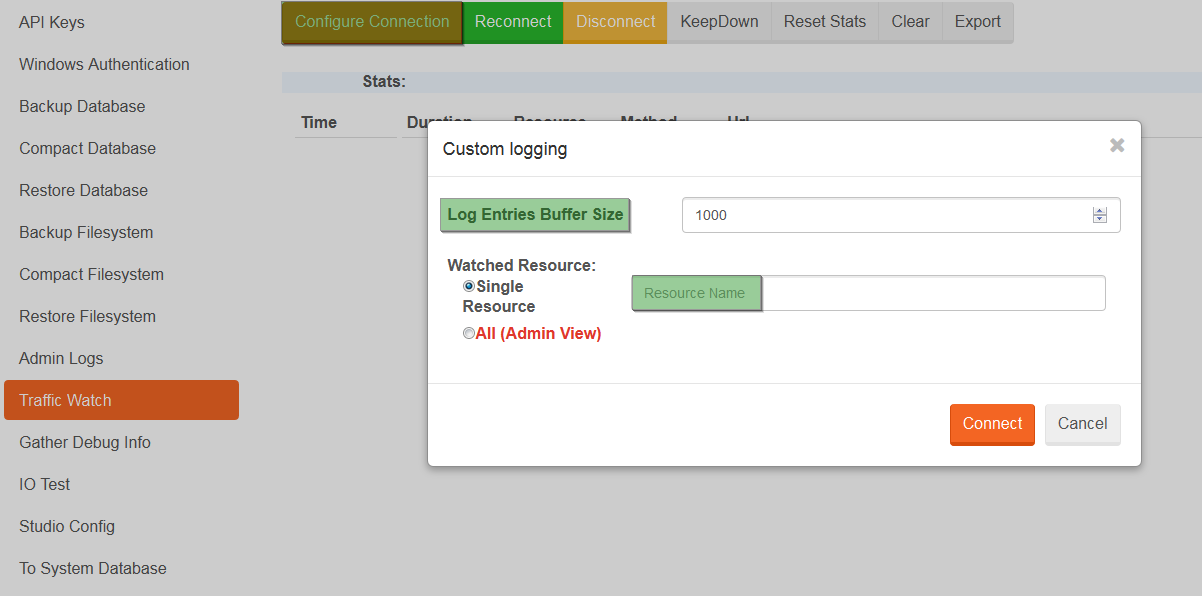 API Keys
Windows Authentication
Backup Database
Compact Database
Restore Database
Backup Filesystem
Compact Filesystem
Restore Filesystem
Admin Logs
Traffic Watch
Gather Debug Info
IO Test
Studio Config
To System Database
Configure Connection Reconnect Disconnect KeepDown Reset Stats Clear Export
Stats:
Time Duration Resource Method Url
Custom logging ×
Log Entries Buffer Size 1000
Watched Resource:
Single
Resource
Resource Name
All (Admin View)
Connect Cancel